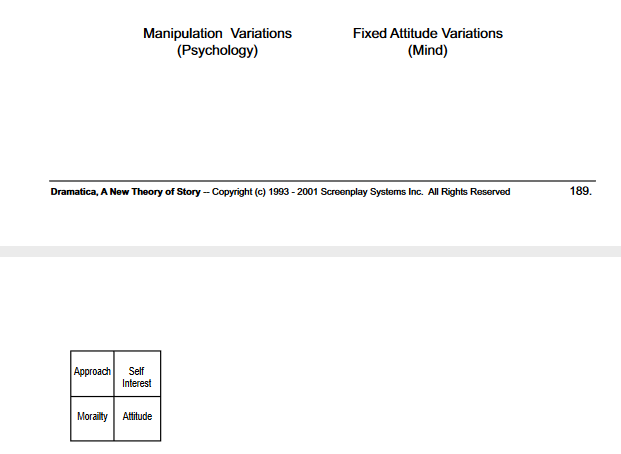 Manipulation Variations
(Psychology)
Fixed Attitude Variations
(Mind)
Dramatica, A New Theory of Story -- Copyright (c) 1993 - 2001 Screenplay Systems Inc. All Rights Reserved
189.
Approach
Self
Interest
Morailty
Attitude